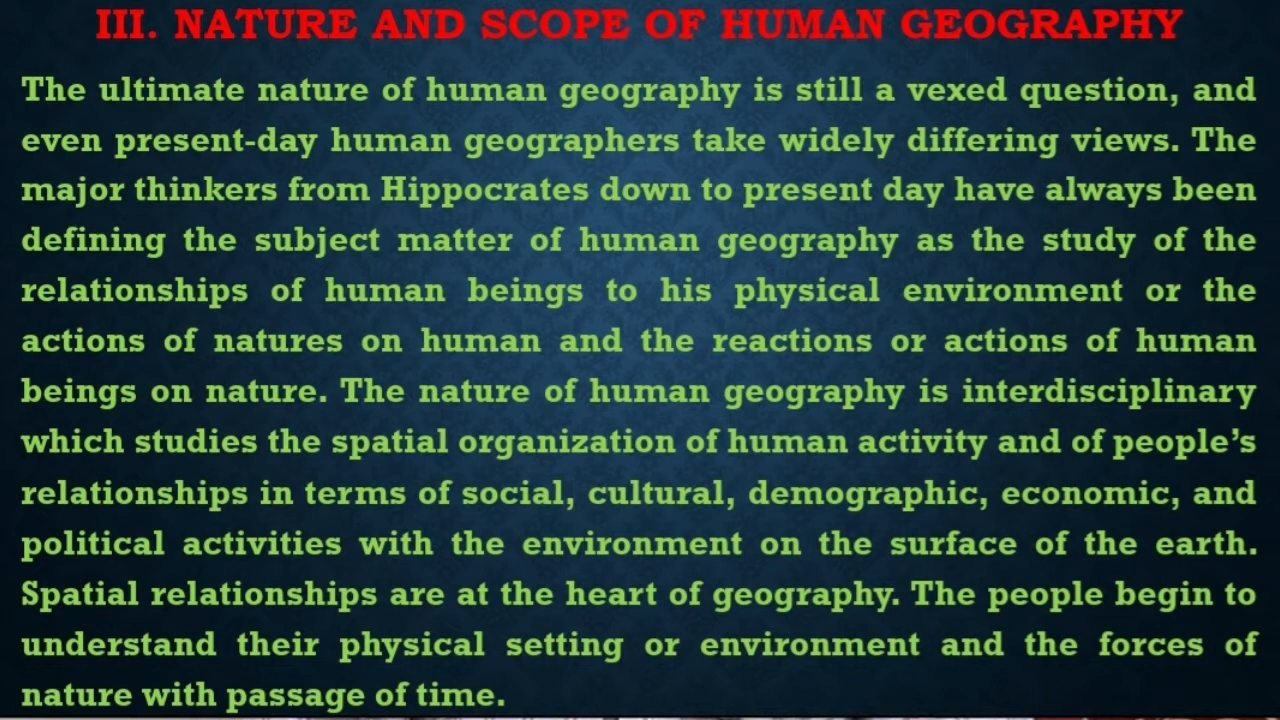 III. NATURE AND SCOPE OF HUMAN GEOGRAPHY
The ultimate nature of human geography is still a vexed question, and
even present-day human geographers take widely differing views. The
major thinkers from Hippocrates down to present day have always been
defining the subject matter of human geography as the study of the
relationships of human beings to his physical environment or the
actions of natures on human and the reactions or actions of human
beings on nature. The nature of human geography is interdisciplinary
which studies the spatial organization of human activity and of people’s
relationships in terms of social, cultural, demographic, economic, and
political activities with the environment on the surface of the earth.
Spatial relationships are at the heart of geography. The people begin to
understand their physical setting or environment and the forces of
nature with passage of time.